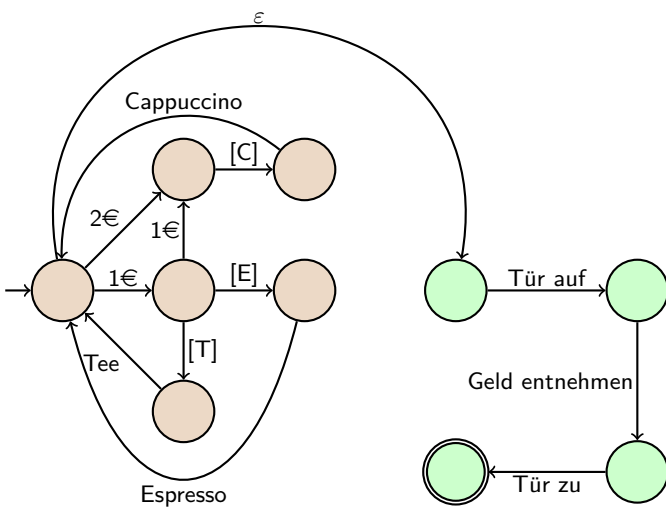 ε
Cappuccino
[C]
2€
1€
1€
[E]
Tür auf
[T]
Tee
Geld entnehmen
Espresso
Tür zu